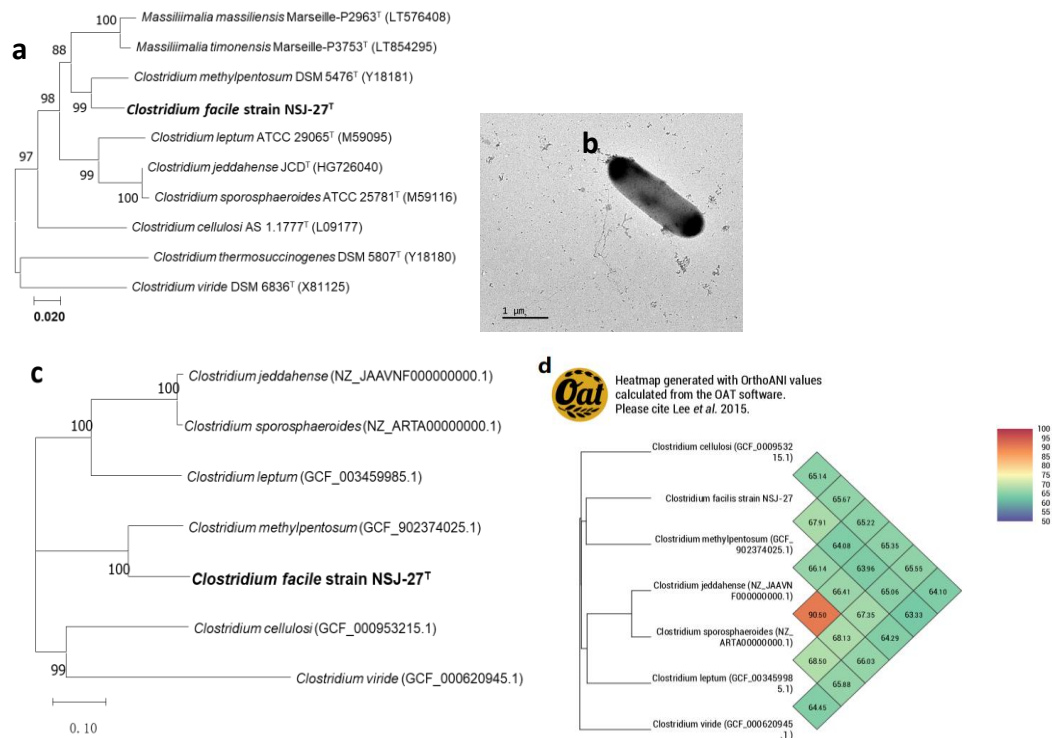 a
100
Massiliimalia massiliensis Marseille-P2963ᵀ (LT576408)
88
Massiliimalia timonensis Marseille-P3753ᵀ (LT854295)
98
Clostridium methylpentosum DSM 5476ᵀ (Y18181)
99
Clostridium facile strain NSJ-27ᵀ
97
Clostridium leptum ATCC 29065ᵀ (M59095)
99
Clostridium jeddahense JCDᵀ (HG726040)
100
Clostridium sporosphaeroides ATCC 25781ᵀ (M59116)
Clostridium cellulosi AS 1.1777ᵀ (L09177)
Clostridium thermosuccinogenes DSM 5807ᵀ (Y18180)
Clostridium viride DSM 6836ᵀ (X81125)
0.020
b
1 µm
c
Clostridium jeddahense (NZ_JAAVNF000000000.1)
100
100
Clostridium sporosphaeroides (NZ_ARTA00000000.1)
Clostridium leptum (GCF_003459985.1)
Clostridium methylpentosum (GCF_902374025.1)
100
Clostridium facile strain NSJ-27ᵀ
Clostridium cellulosi (GCF_000953215.1)
99
Clostridium viride (GCF_000620945.1)
0.10
d
Oat
Heatmap generated with OrthoANI values
calculated from the OAT software.
Please cite Lee et al. 2015.
Clostridium cellulosi (GCF_0009532
15.1)
Clostridium facilis strain NSJ-27
Clostridium methylpentosum (GCF_
902374025.1)
Clostridium jeddahense (NZ_JAAVN
F000000000.1)
Clostridium sporosphaeroides (NZ_
ARTA00000000.1)
Clostridium leptum (GCF_00345998
5.1)
Clostridium viride (GCF_000620945
.1)
65.14
65.67
67.91 65.22
64.08 65.35
66.14 63.96 65.55
66.41 65.06 64.10
90.50 67.35 63.33
68.13 64.29
68.50 66.03
65.88
64.45
100
95
90
85
80
75
70
65
60
55
50